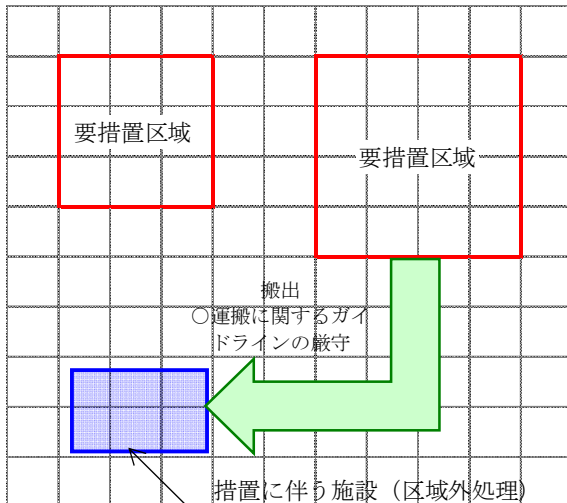 要措置区域
要措置区域
搬出
○運搬に関するガイ
ドラインの厳守
措置に伴う施設（区域外処理）